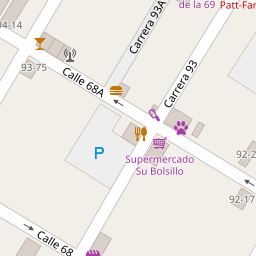 de la 69
Patt-Far
94-14
Carrera 93A
Calle 68A
93-75
Carrera 93
P
Supermercado
Su Bolsillo
92-2
92-17
Calle 68